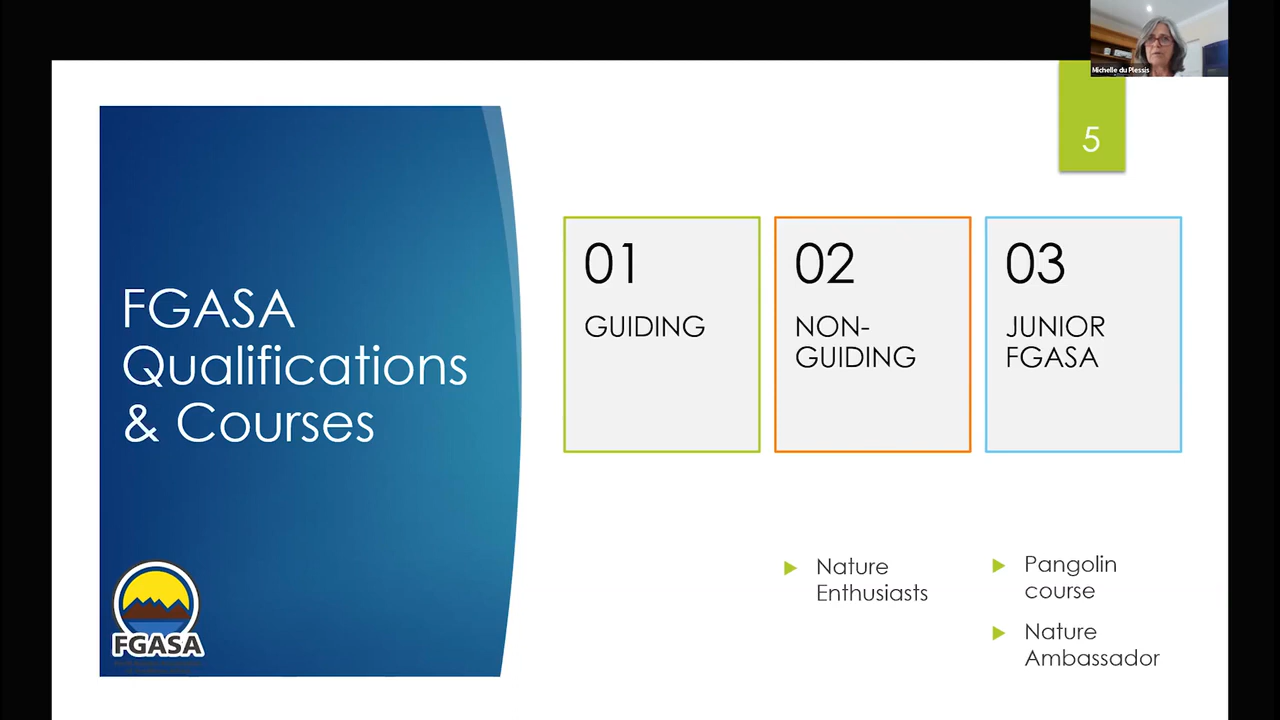 Michelle du Plessis
5
FGASA
Qualifications
& Courses
01
GUIDING
02
NON-
GUIDING
03
JUNIOR
FGASA
Nature
Enthusiasts
Pangolin
course
Nature
Ambassador
FGASA